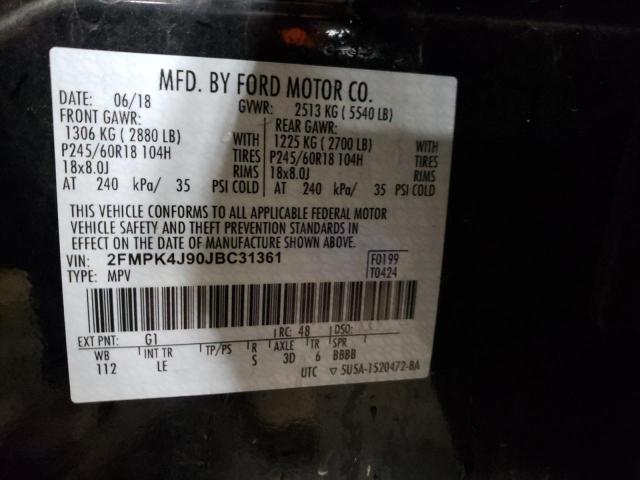 MFD. BY FORD MOTOR CO.
DATE: 06/18 GVWR: 2513 KG ( 5540 LB)
FRONT GAWR: REAR GAWR:
1306 KG ( 2880 LB) WITH 1225 KG ( 2700 LB) WITH
P245/60R18 104H TIRES P245/60R18 104H TIRES
18x8.0J RIMS 18x8.0J RIMS
AT 240 kPa/ 35 PSI COLD AT 240 kPa/ 35 PSI COLD
THIS VEHICLE CONFORMS TO ALL APPLICABLE FEDERAL MOTOR
VEHICLE SAFETY AND THEFT PREVENTION STANDARDS IN
EFFECT ON THE DATE OF MANUFACTURE SHOWN ABOVE.
VIN: 2FMPK4J90JBC31361 F0199
TYPE: MPV T0424
EXT PNT: G1 RC: 48 DSO:
WB INT TR TP/PS R AXLE TR SPR
112 LE S 3D 6 BBBB
UTC ▽ 5U5A-1520472-BA